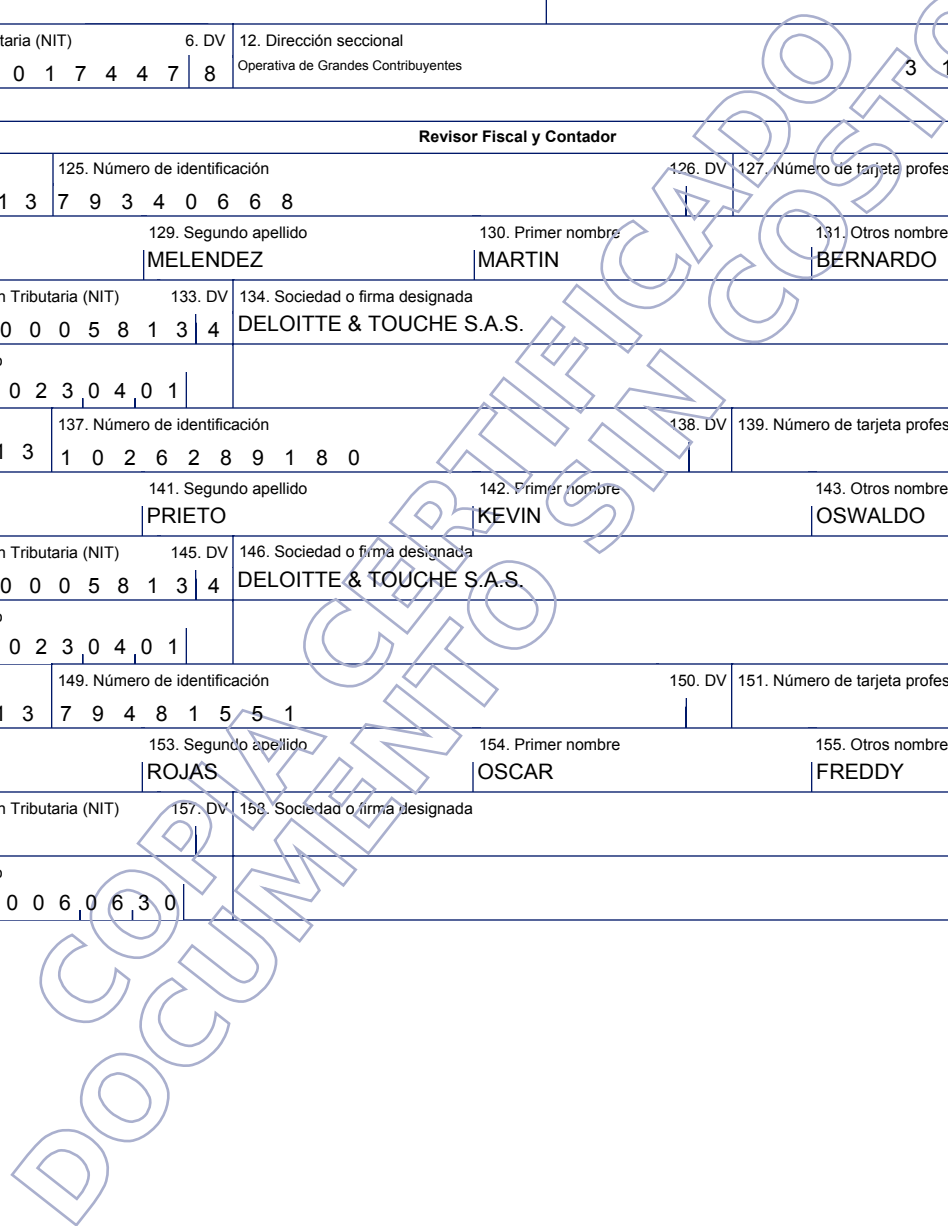 taria (NIT) 6. DV 12. Dirección seccional
0 1 7 4 4 7 8 Operativa de Grandes Contribuyentes 3 1
Revisor Fiscal y Contador
125. Número de identificación 126. DV 127. Número de tarjeta profes
1 3 7 9 3 4 0 6 6 8
129. Segundo apellido 130. Primer nombre 131. Otros nombre
MELENDEZ MARTIN BERNARDO
n Tributaria (NIT) 133. DV 134. Sociedad o firma designada
0 0 0 5 8 1 3 4 DELOITTE & TOUCHE S.A.S.
o
0 2 3 0 4 0 1
137. Número de identificación 138. DV 139. Número de tarjeta profes
1 3 1 0 2 6 2 8 9 1 8 0
141. Segundo apellido 142. Primer nombre 143. Otros nombre
PRIETO KEVIN OSWALDO
n Tributaria (NIT) 145. DV 146. Sociedad o firma designada
0 0 0 5 8 1 3 4 DELOITTE & TOUCHE S.A.S.
o
0 2 3 0 4 0 1
149. Número de identificación 150. DV 151. Número de tarjeta profes
1 3 7 9 4 8 1 5 5 1
153. Segundo apellido 154. Primer nombre 155. Otros nombre
ROJAS OSCAR FREDDY
n Tributaria (NIT) 157. DV 158. Sociedad o firma designada
o
0 0 6 0 6 3 0
COPIA CERTIFICADO
DOCUMENTO SIN COSTO